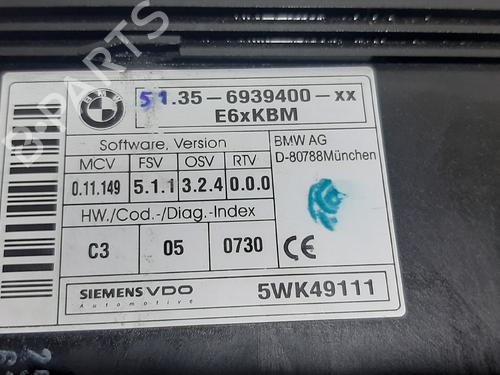 BMW
51.35-6939400-xx
E6xKBM
Software, Version
MCV FSV OSV RTV
0.11.149 5.1.1 3.2.4 0.0.0
BMW AG
D-80788München
HW./Cod.-/Diag.-Index
C3 05 0730
CE
SIEMENS VDO
Automotive
5WK49111